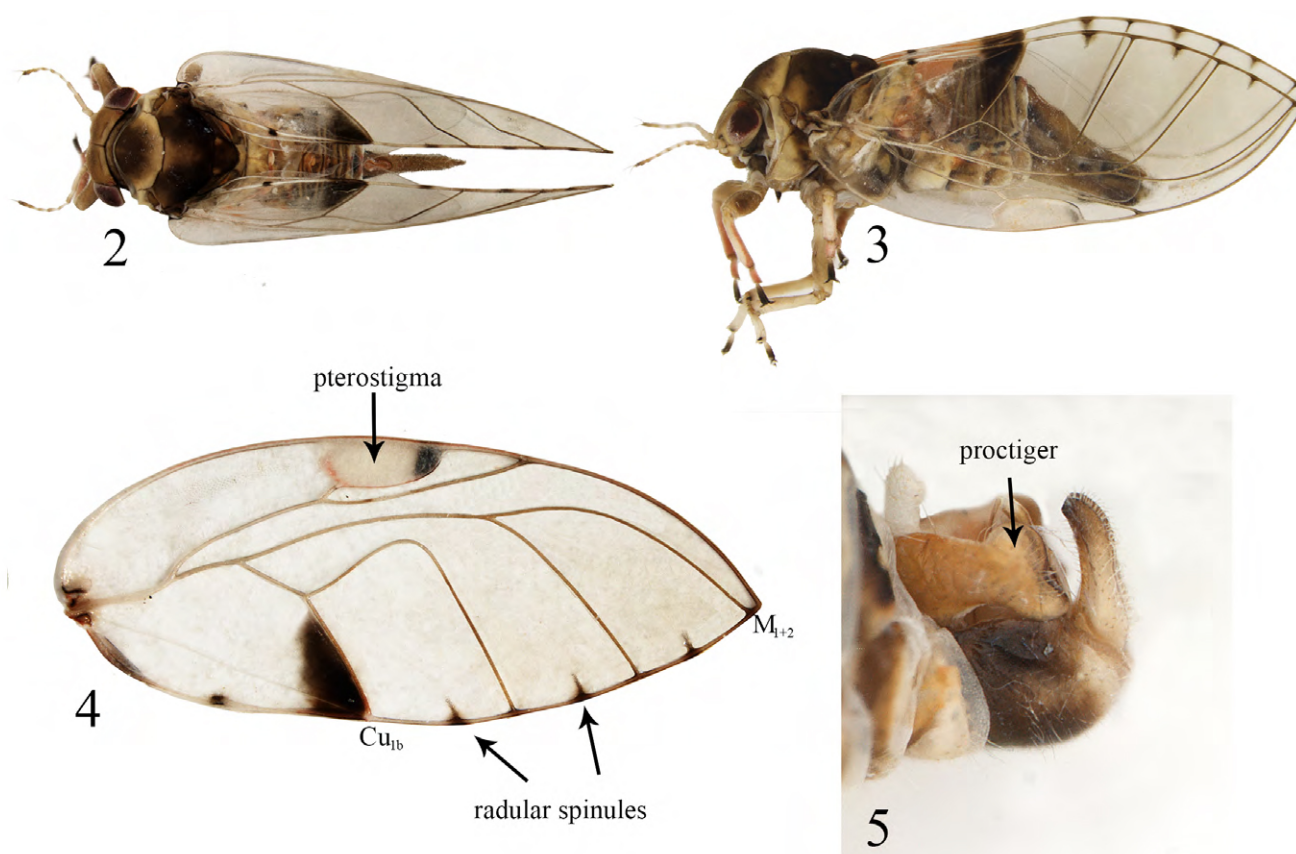 2
3
pterostigma
M1+2
4
Cu1b
radular spinules
proctiger
5